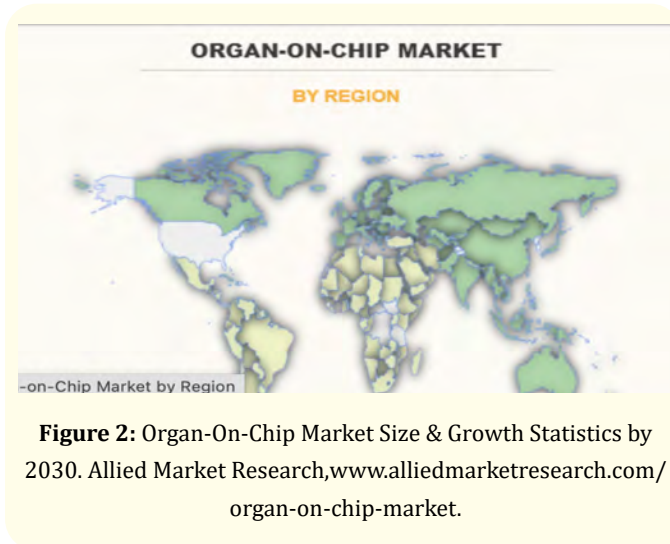 ORGAN-ON-CHIP MARKET
BY REGION
-on-Chip Market by Region
Figure 2: Organ-On-Chip Market Size & Growth Statistics by
2030. Allied Market Research,www.alliedmarketresearch.com/
organ-on-chip-market.